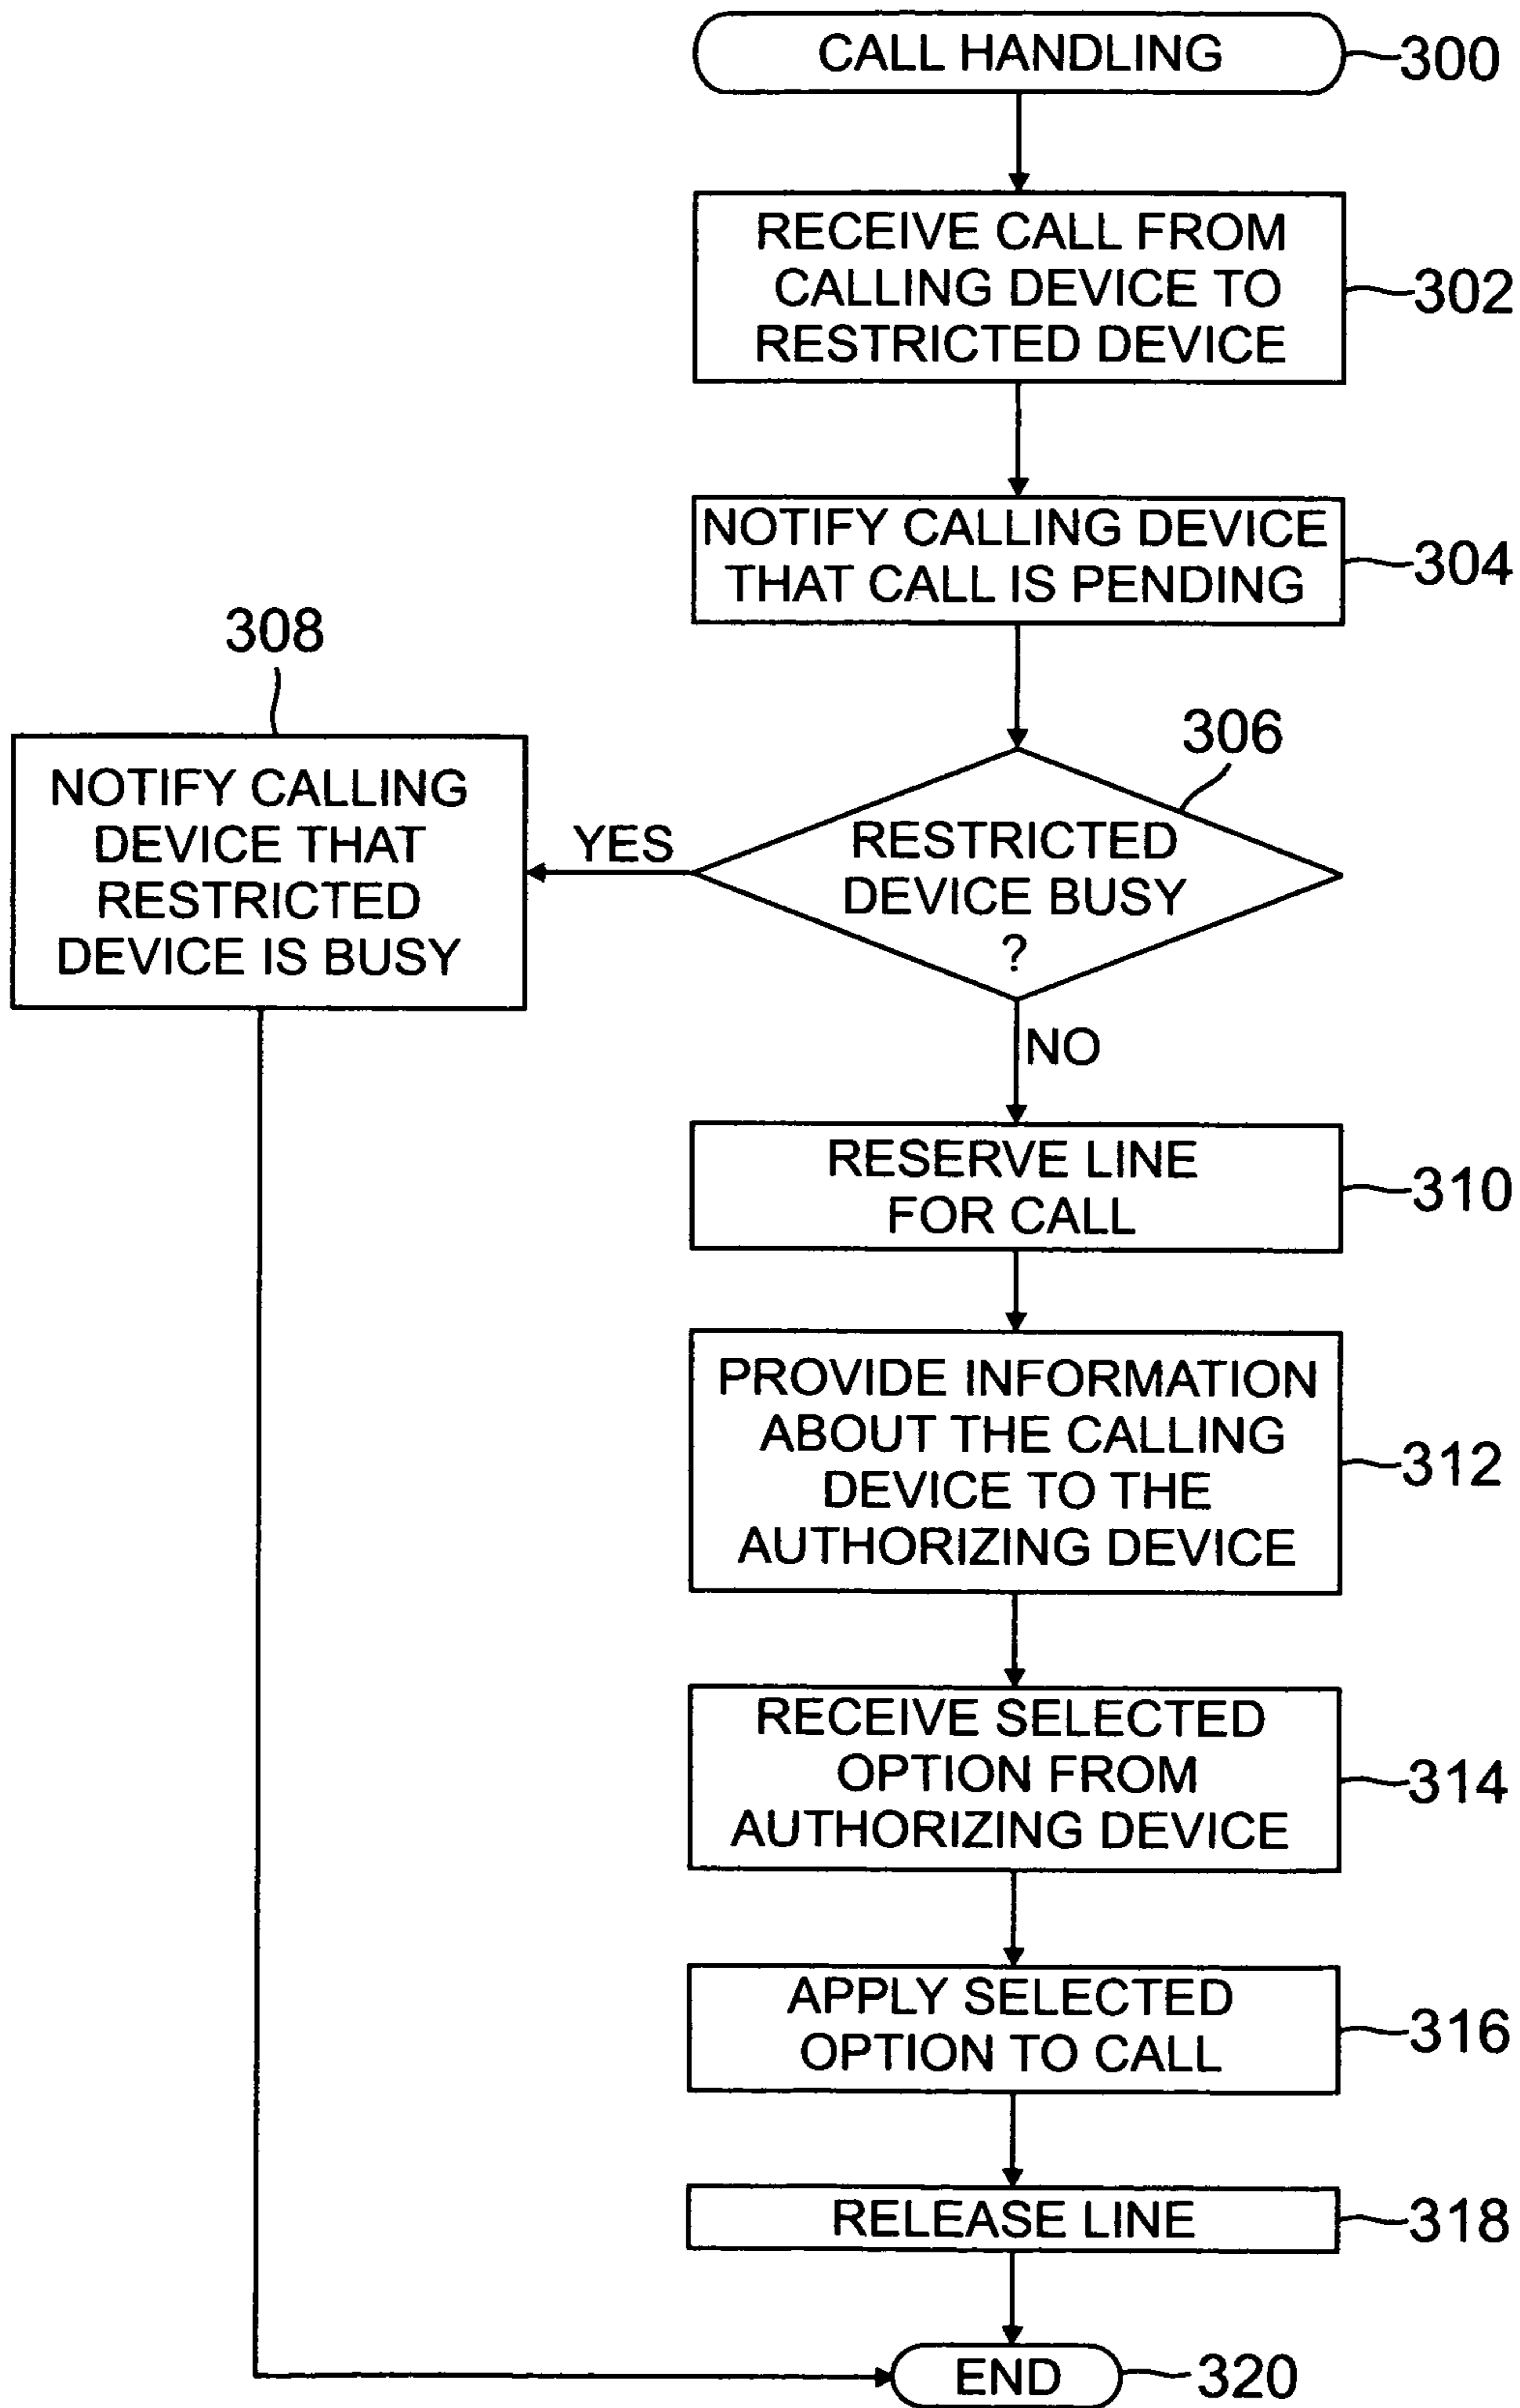 CALL HANDLING
300
RECEIVE CALL FROM
CALLING DEVICE TO
RESTRICTED DEVICE
302
NOTIFY CALLING DEVICE
THAT CALL IS PENDING
304
308
NOTIFY CALLING
DEVICE THAT
RESTRICTED
DEVICE IS BUSY
YES
306
RESTRICTED
DEVICE BUSY
?
NO
RESERVE LINE
FOR CALL
310
PROVIDE INFORMATION
ABOUT THE CALLING
DEVICE TO THE
AUTHORIZING DEVICE
312
RECEIVE SELECTED
OPTION FROM
AUTHORIZING DEVICE
314
APPLY SELECTED
OPTION TO CALL
316
RELEASE LINE
318
END
320